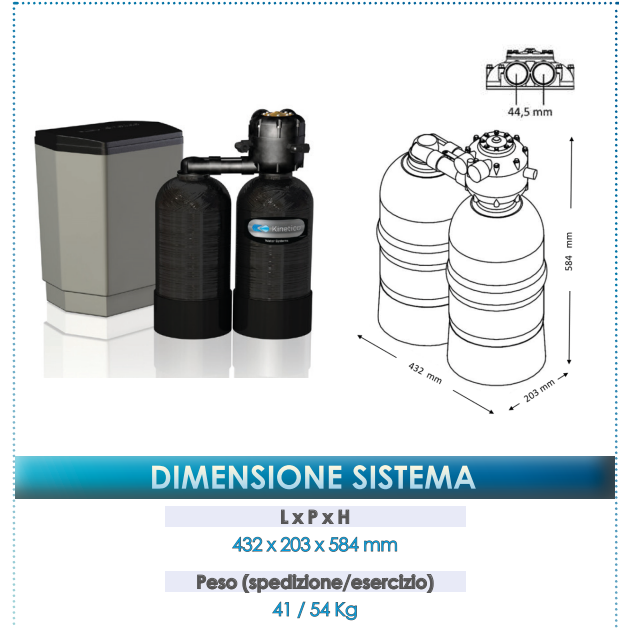 44,5 mm
Kinetico
584 mm
432 mm
203 mm
DIMENSIONE SISTEMA
L x P x H
432 x 203 x 584 mm
Peso (spedizione/esercizio)
41 / 54 Kg